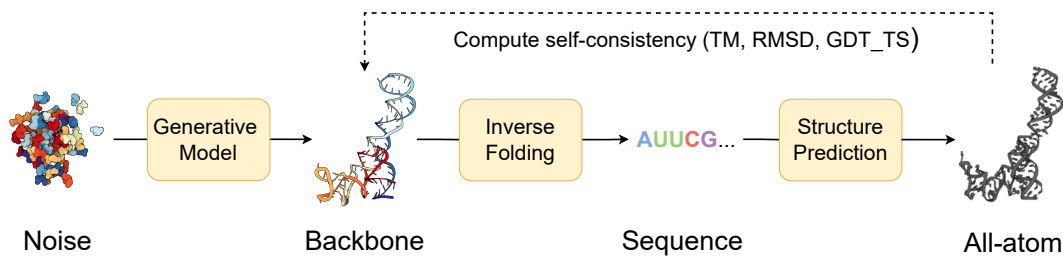 Compute self-consistency (TM, RMSD, GDT_TS)
Generative
Model
Inverse
Folding
AUUCG...
Structure
Prediction
Noise
Backbone
Sequence
All-atom